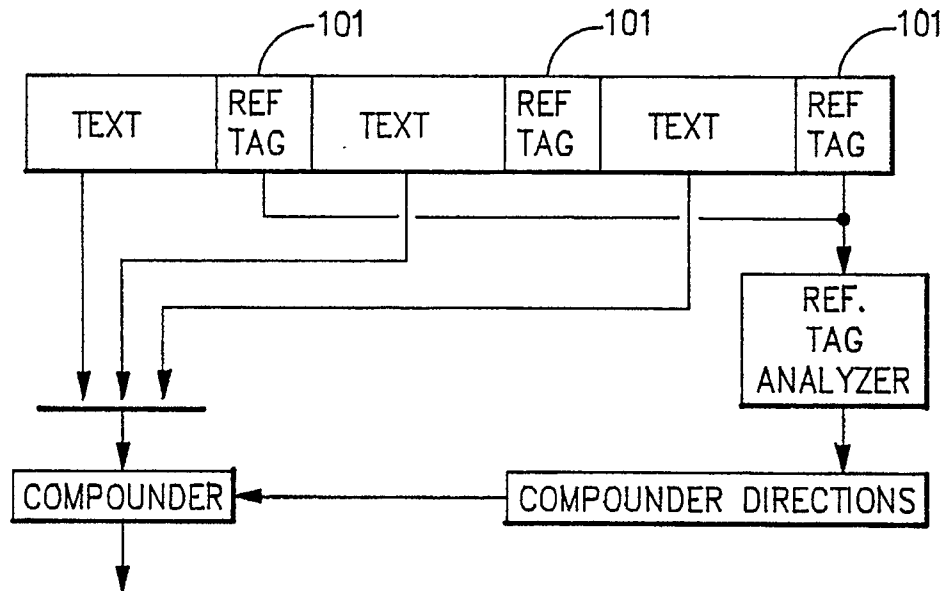 101 101 101
TEXT REF TAG TEXT REF TAG TEXT REF TAG
REF.
TAG
ANALYZER
COMPOUNDER COMPOUNDER DIRECTIONS